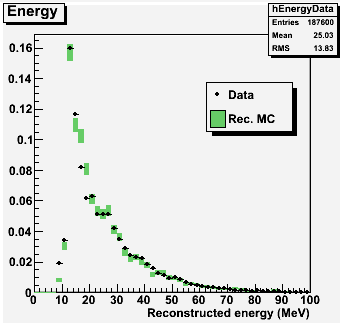 Energy
hEnergyData
Entries 187600
Mean 25.03
RMS 13.83
Data
Rec. MC
0.16
0.14
0.12
0.1
0.08
0.06
0.04
0.02
0
0 10 20 30 40 50 60 70 80 90 100
Reconstructed energy (MeV)